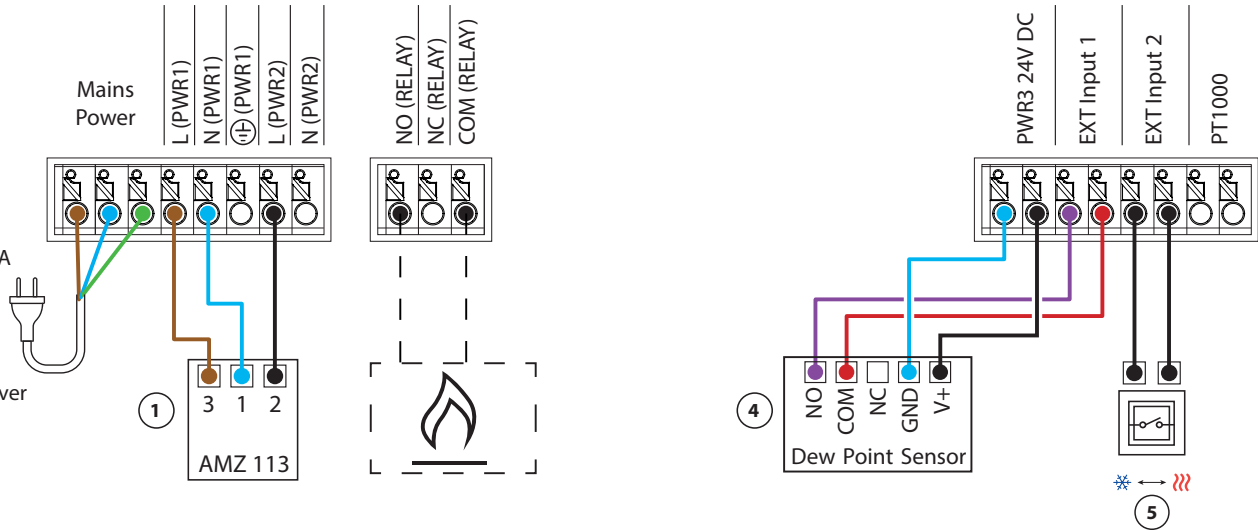 Mains
Power
L (PWR1)
N (PWR1)
(PWR1)
L (PWR2)
N (PWR2)
NO (RELAY)
NC (RELAY)
COM (RELAY)
PWR3 24V DC
EXT Input 1
EXT Input 2
PT1000
A
ver
1
3 1 2
AMZ 113
4
NO
COM
NC
GND
V+
Dew Point Sensor
5